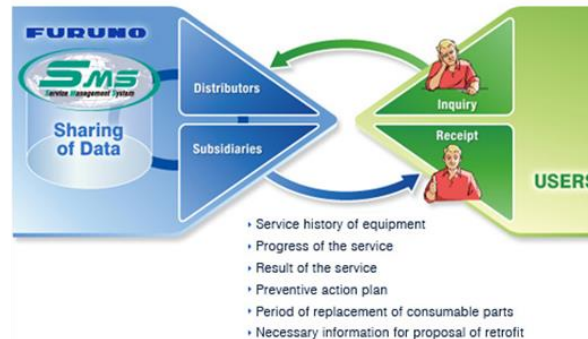 FURUNO
SMS
Service Management System
Sharing
of Data
Distributors
Subsidiaries
Inquiry
Receipt
USERS
Service history of equipment
Progress of the service
Result of the service
Preventive action plan
Period of replacement of consumable parts
Necessary information for proposal of retrofit